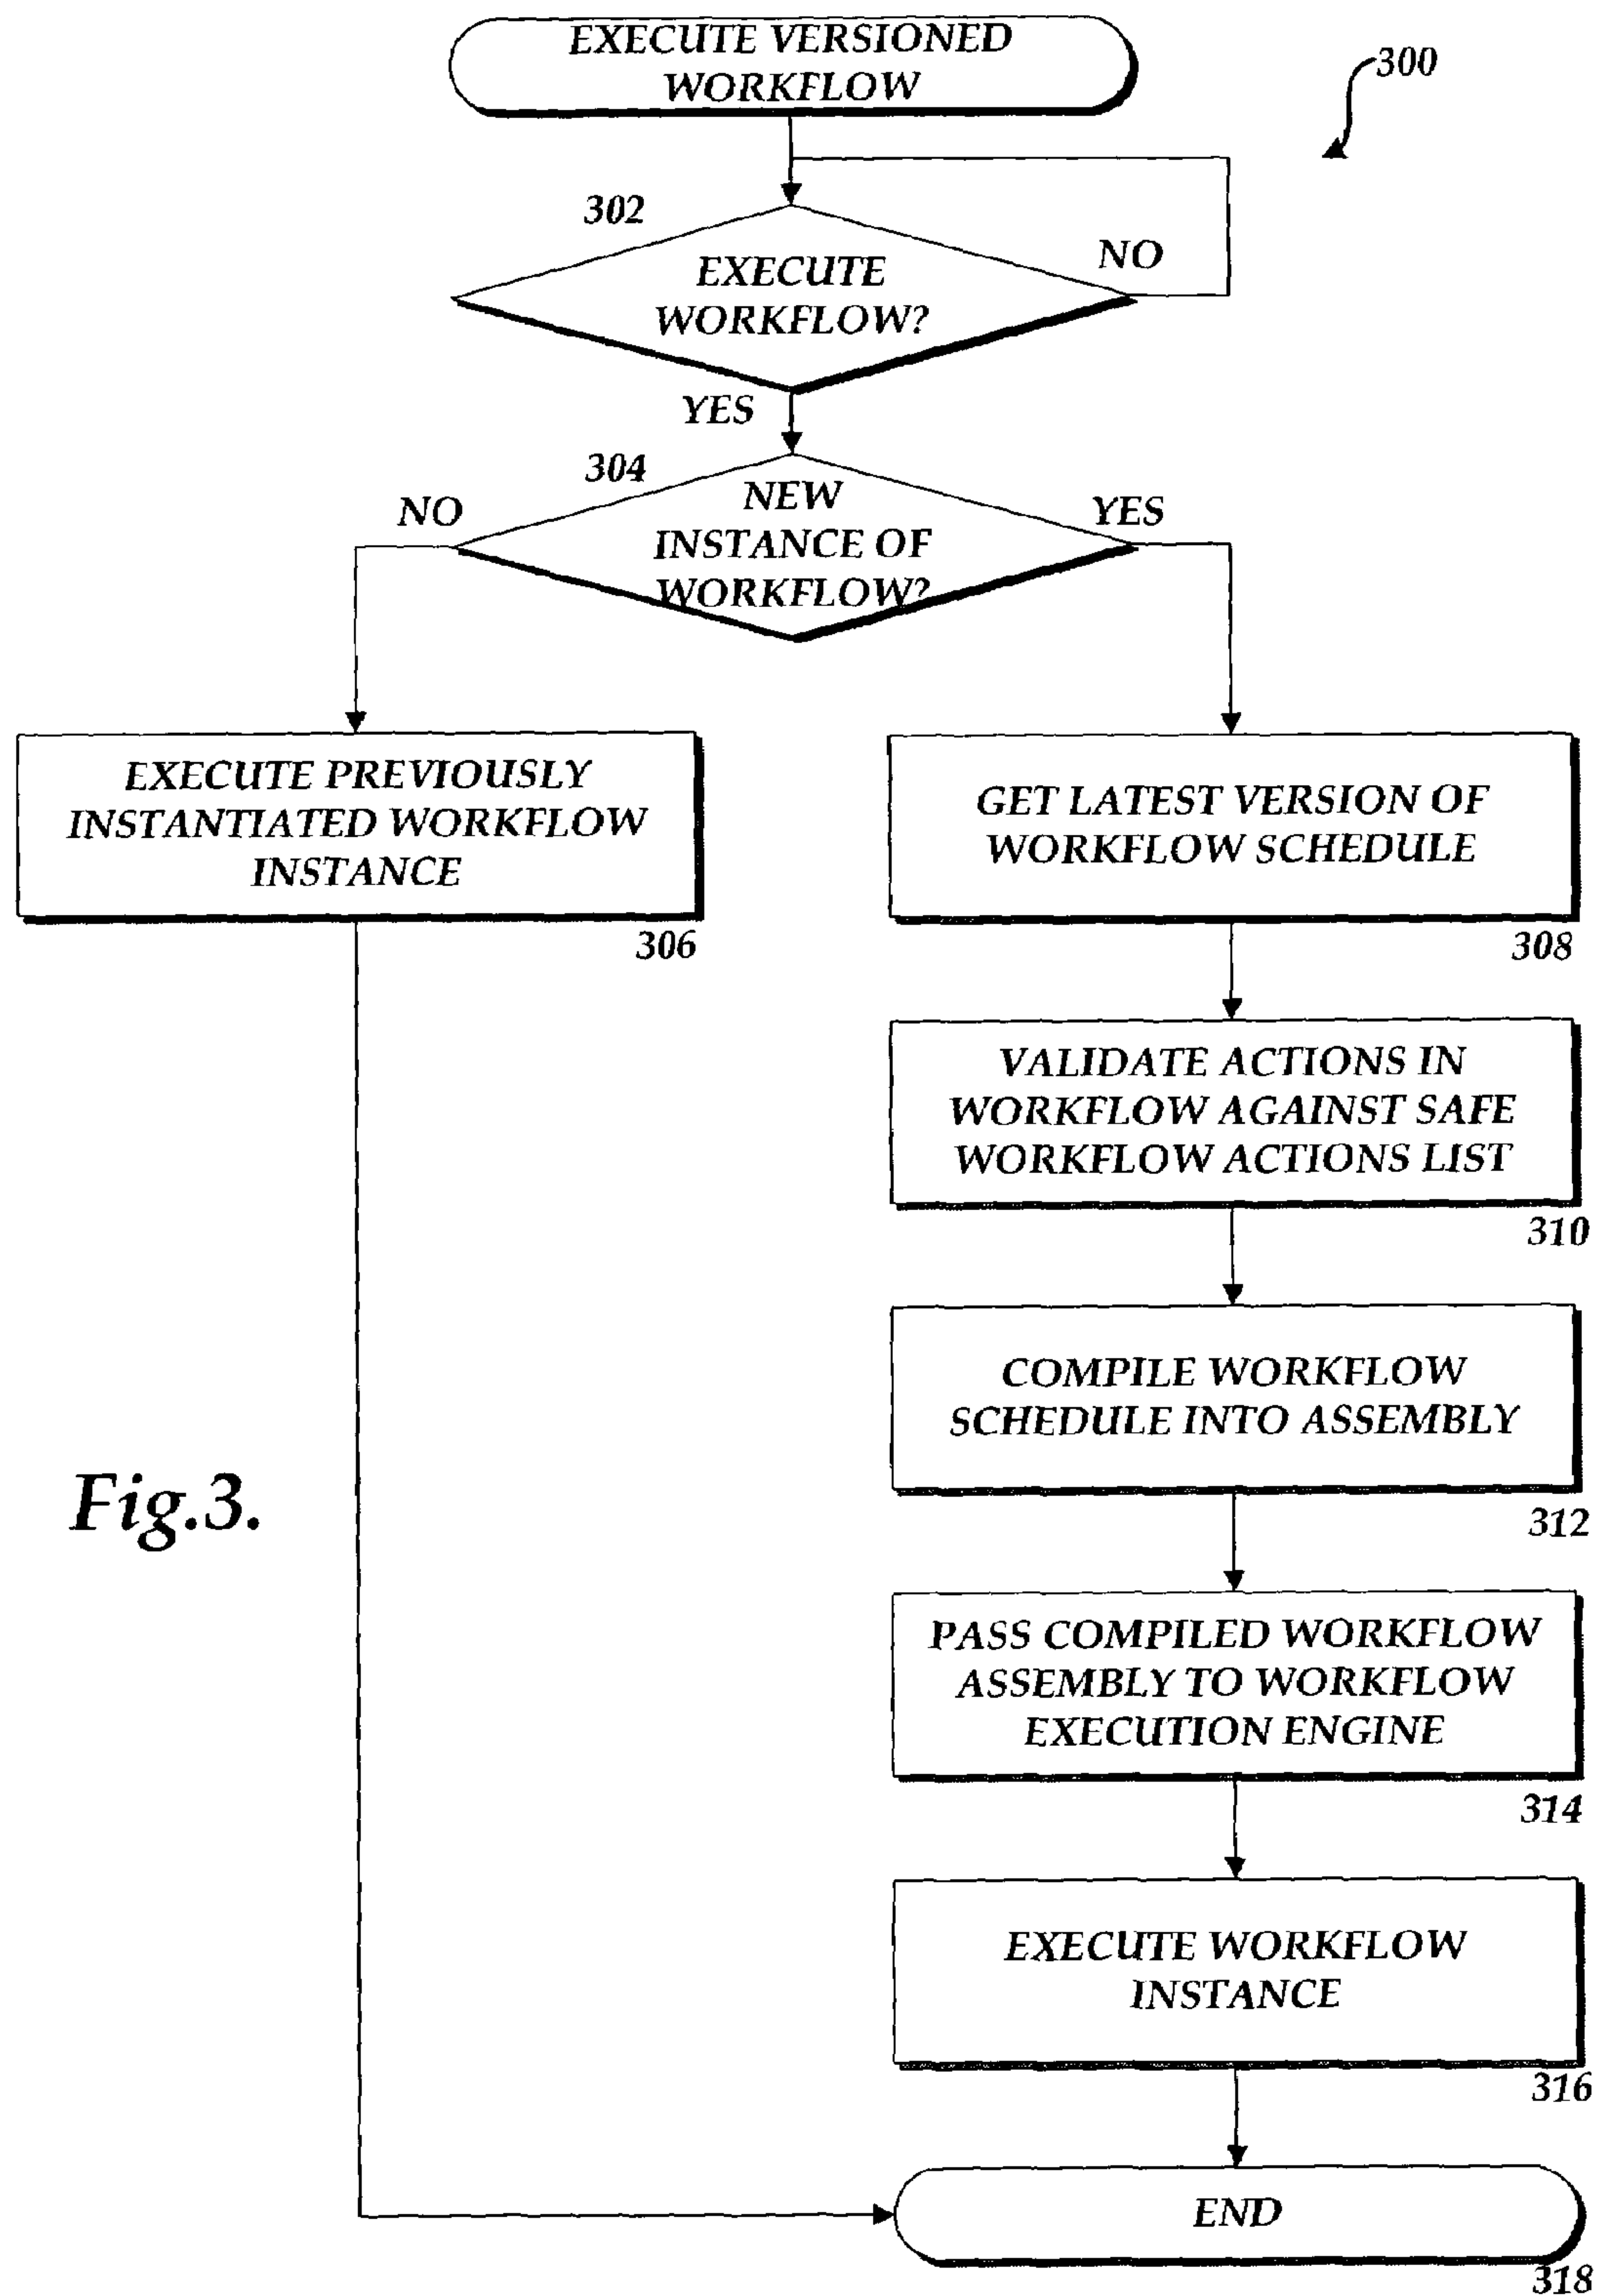 EXECUTE VERSIONED
WORKFLOW
300
302
EXECUTE
WORKFLOW?
NO
YES
304
NEW
INSTANCE OF
WORKFLOW?
NO
YES
EXECUTE PREVIOUSLY
INSTANTIATED WORKFLOW
INSTANCE
306
GET LATEST VERSION OF
WORKFLOW SCHEDULE
308
VALIDATE ACTIONS IN
WORKFLOW AGAINST SAFE
WORKFLOW ACTIONS LIST
310
COMPILE WORKFLOW
SCHEDULE INTO ASSEMBLY
312
Fig.3.
PASS COMPILED WORKFLOW
ASSEMBLY TO WORKFLOW
EXECUTION ENGINE
314
EXECUTE WORKFLOW
INSTANCE
316
END
318